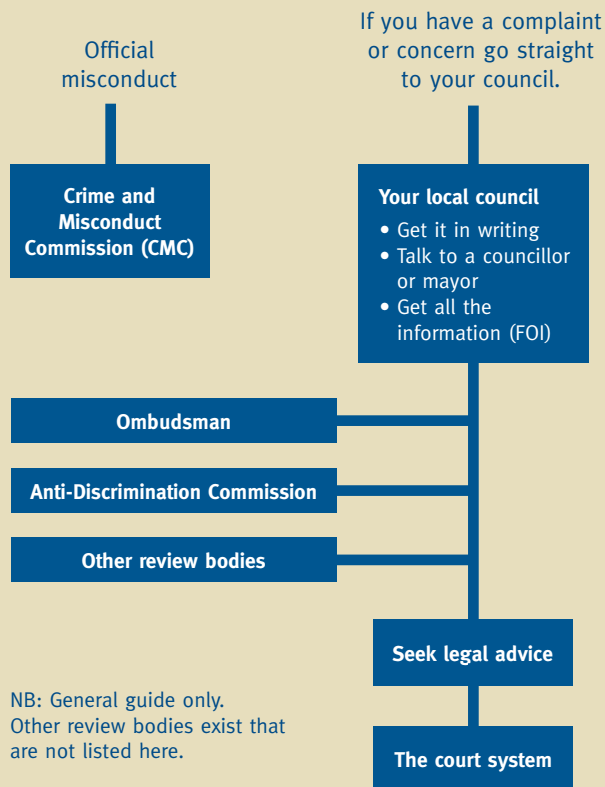 Official
misconduct
Crime and
Misconduct
Commission (CMC)
If you have a complaint
or concern go straight
to your council.
Your local council
• Get it in writing
• Talk to a councillor
or mayor
• Get all the
information (FOI)
Ombudsman
Anti-Discrimination Commission
Other review bodies
Seek legal advice
The court system
NB: General guide only.
Other review bodies exist that
are not listed here.